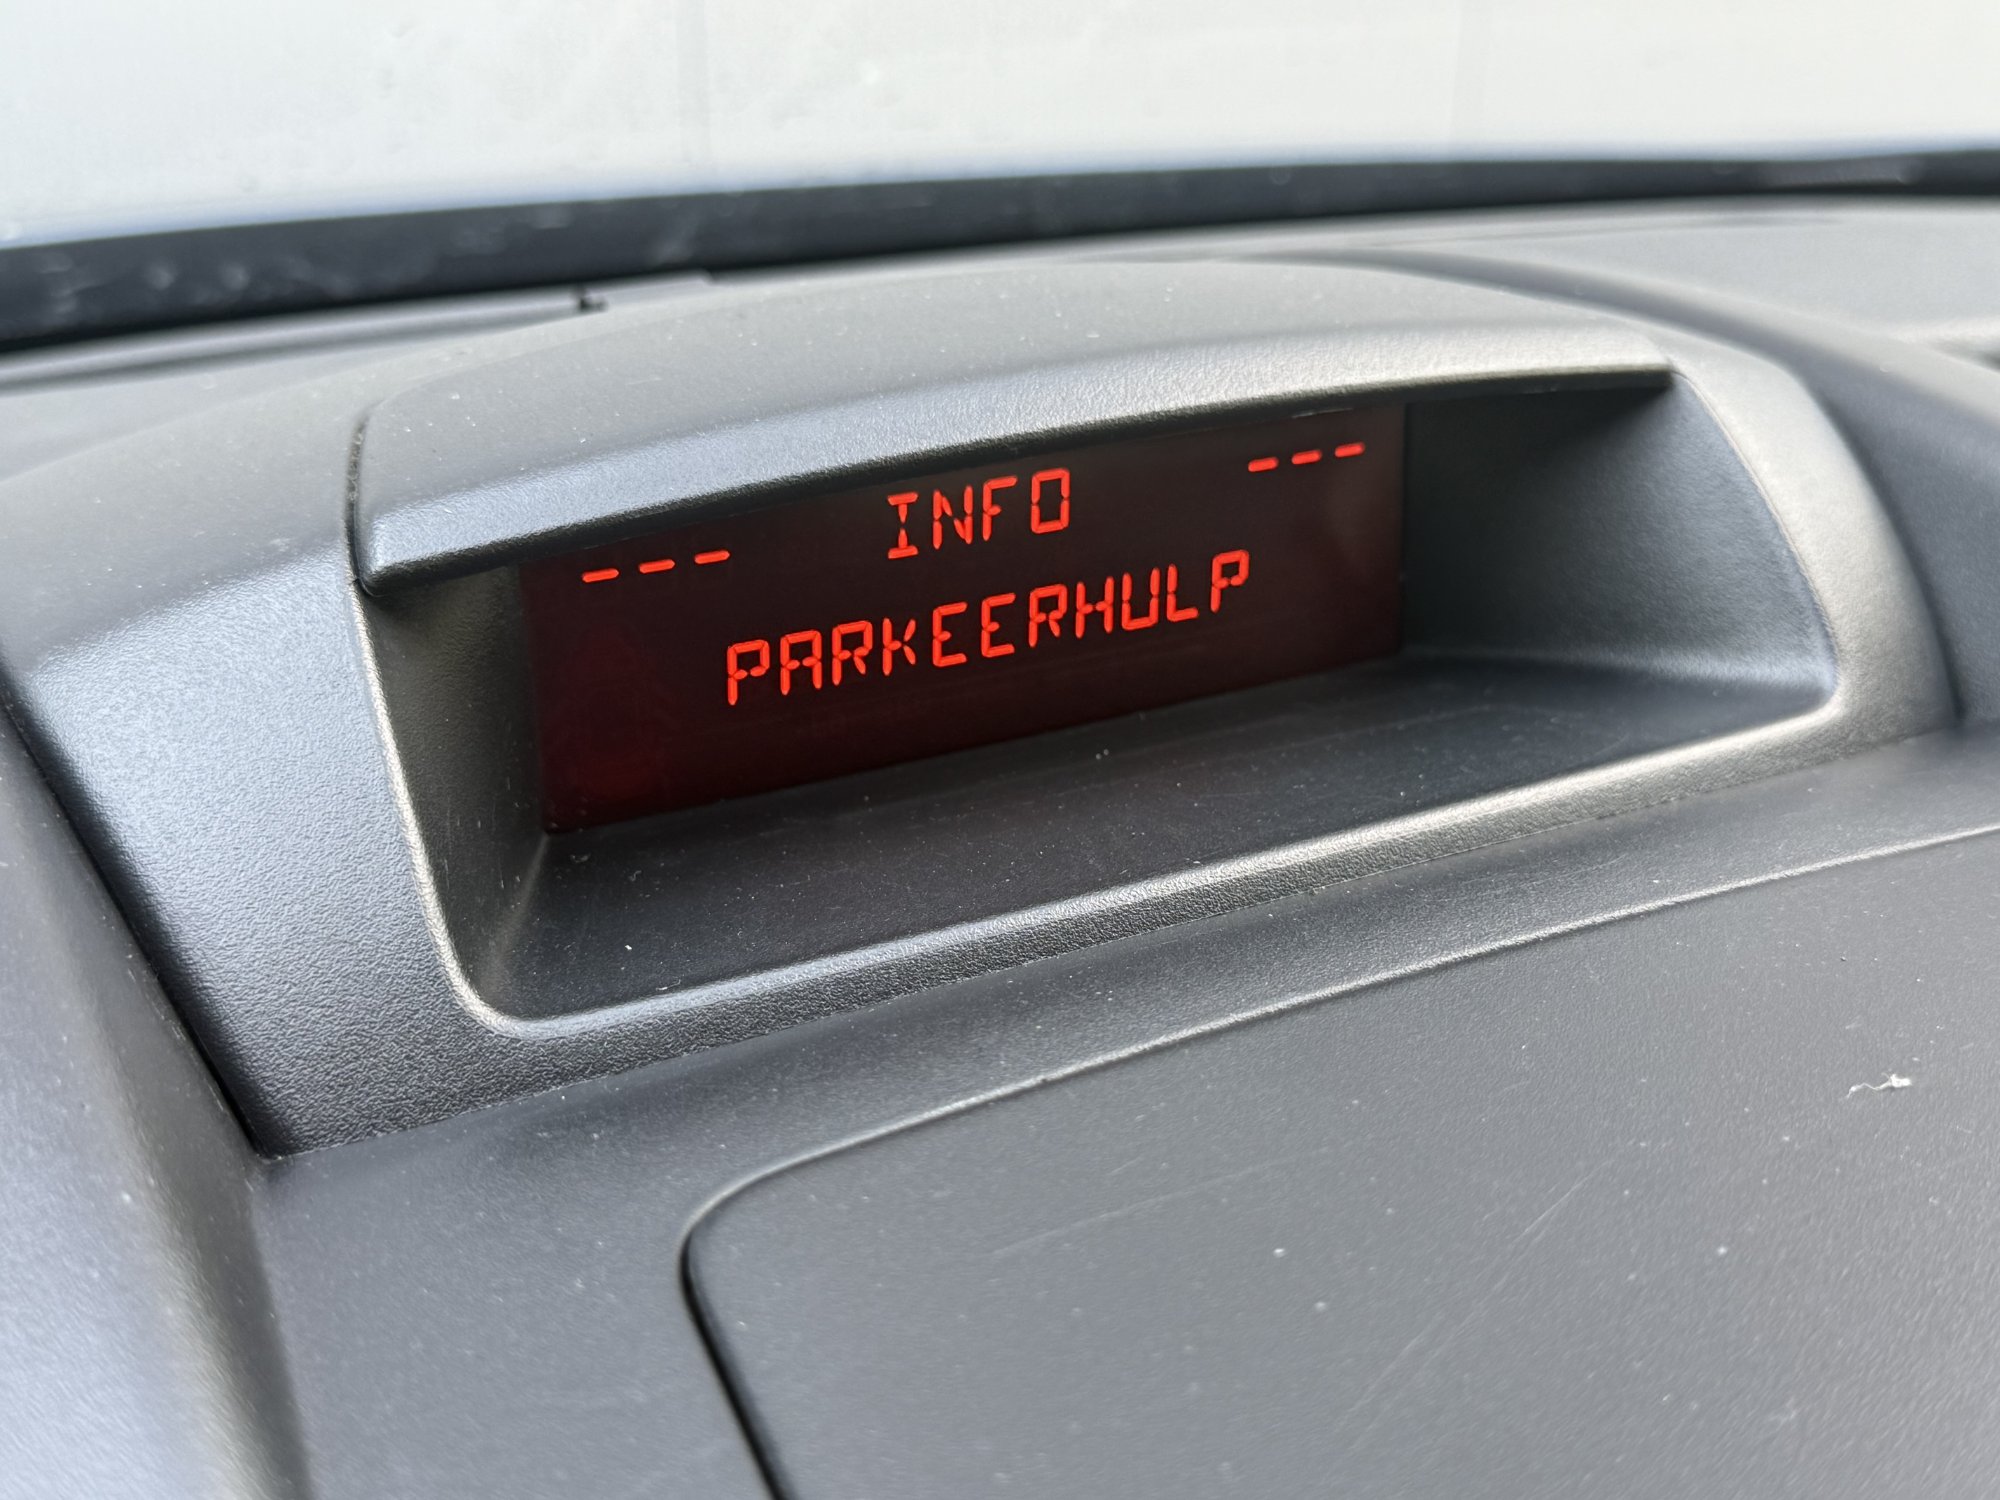 --- INFO ---
PARKEERHULP